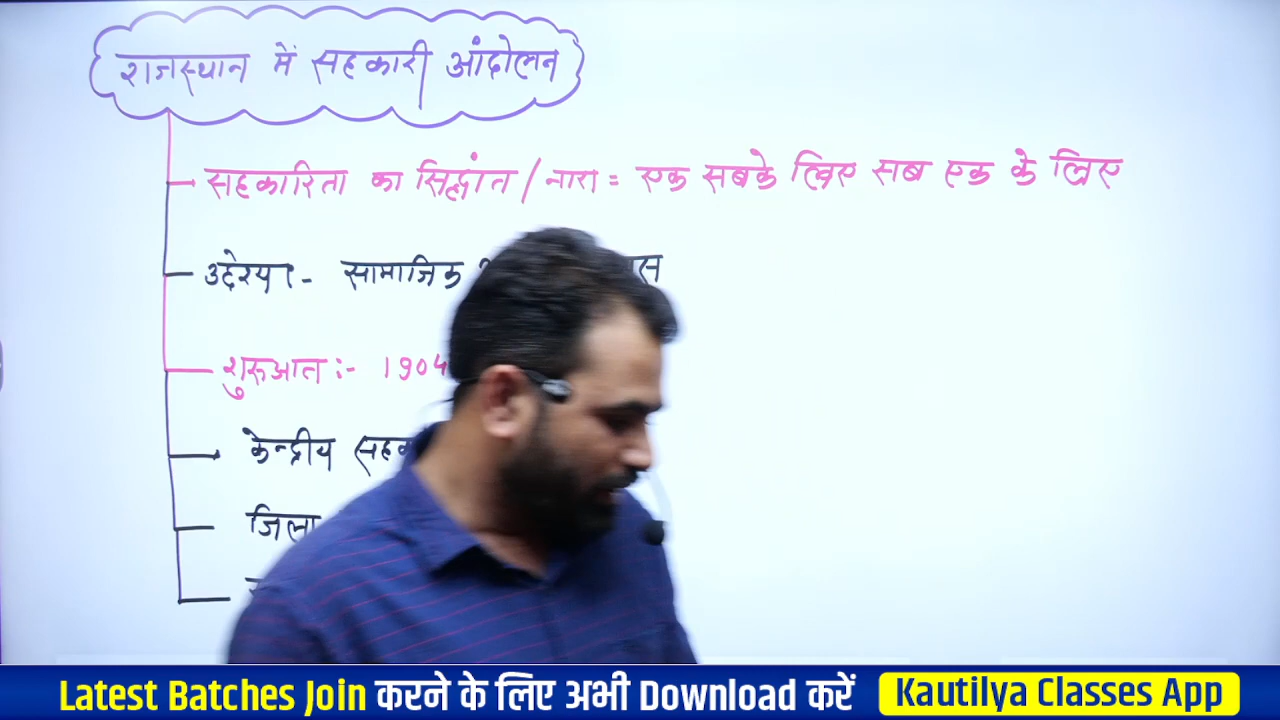 राजस्थान में सहकारी आंदोलन
सहकारिता का सिद्धांत / नारा = एक सबके लिए सब एक के लिए
उद्देश्य :- सामाजिक
शुरूआत :- 1904
केन्द्रीय
जिला
Latest Batches Join करने के लिए अभी Download करें Kautilya Classes App